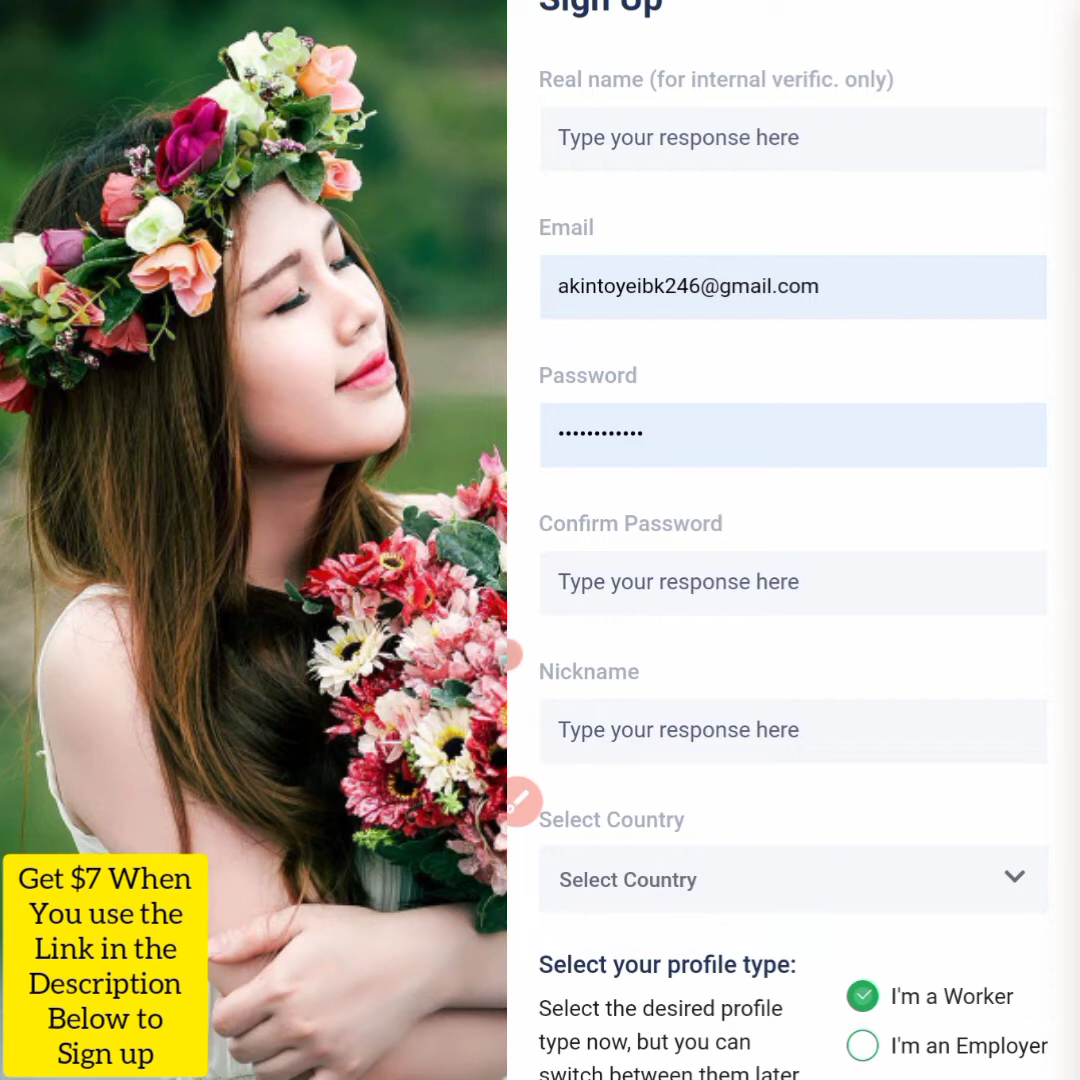 Get $7 When
You use the
Link in the
Description
Below to
Sign up
Sign Up
Real name (for internal verific. only)
Type your response here
Email
akintoyeibk246@gmail.com
Password
••••••••••••
Confirm Password
Type your response here
Nickname
Type your response here
Select Country
Select Country
Select your profile type:
Select the desired profile
type now, but you can
switch between them later
I'm a Worker
I'm an Employer